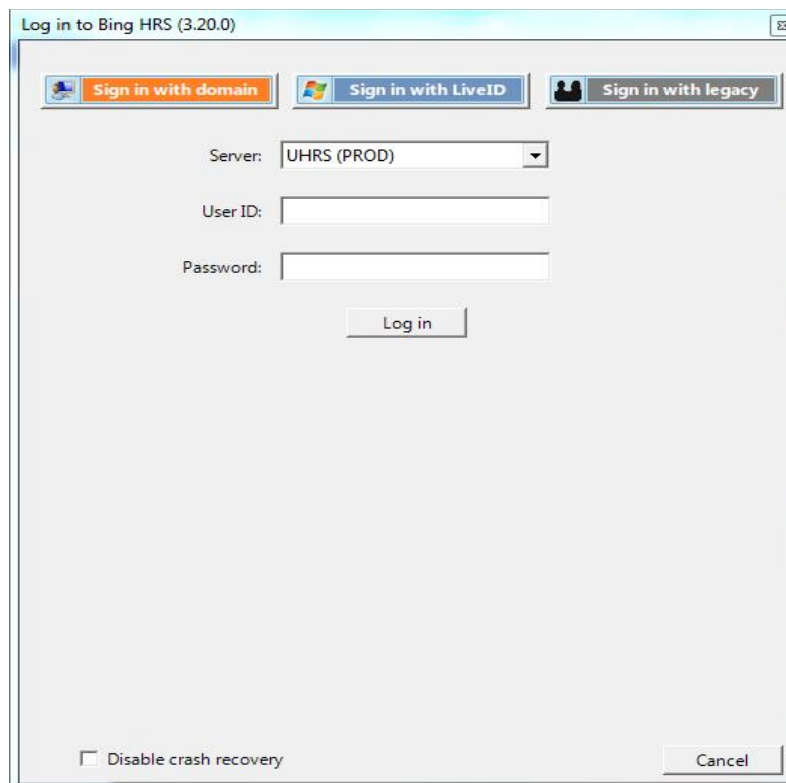 Log in to Bing HRS (3.20.0)
Sign in with domain Sign in with LiveID Sign in with legacy
Server: UHRS (PROD)
User ID:
Password:
Log in
Disable crash recovery Cancel